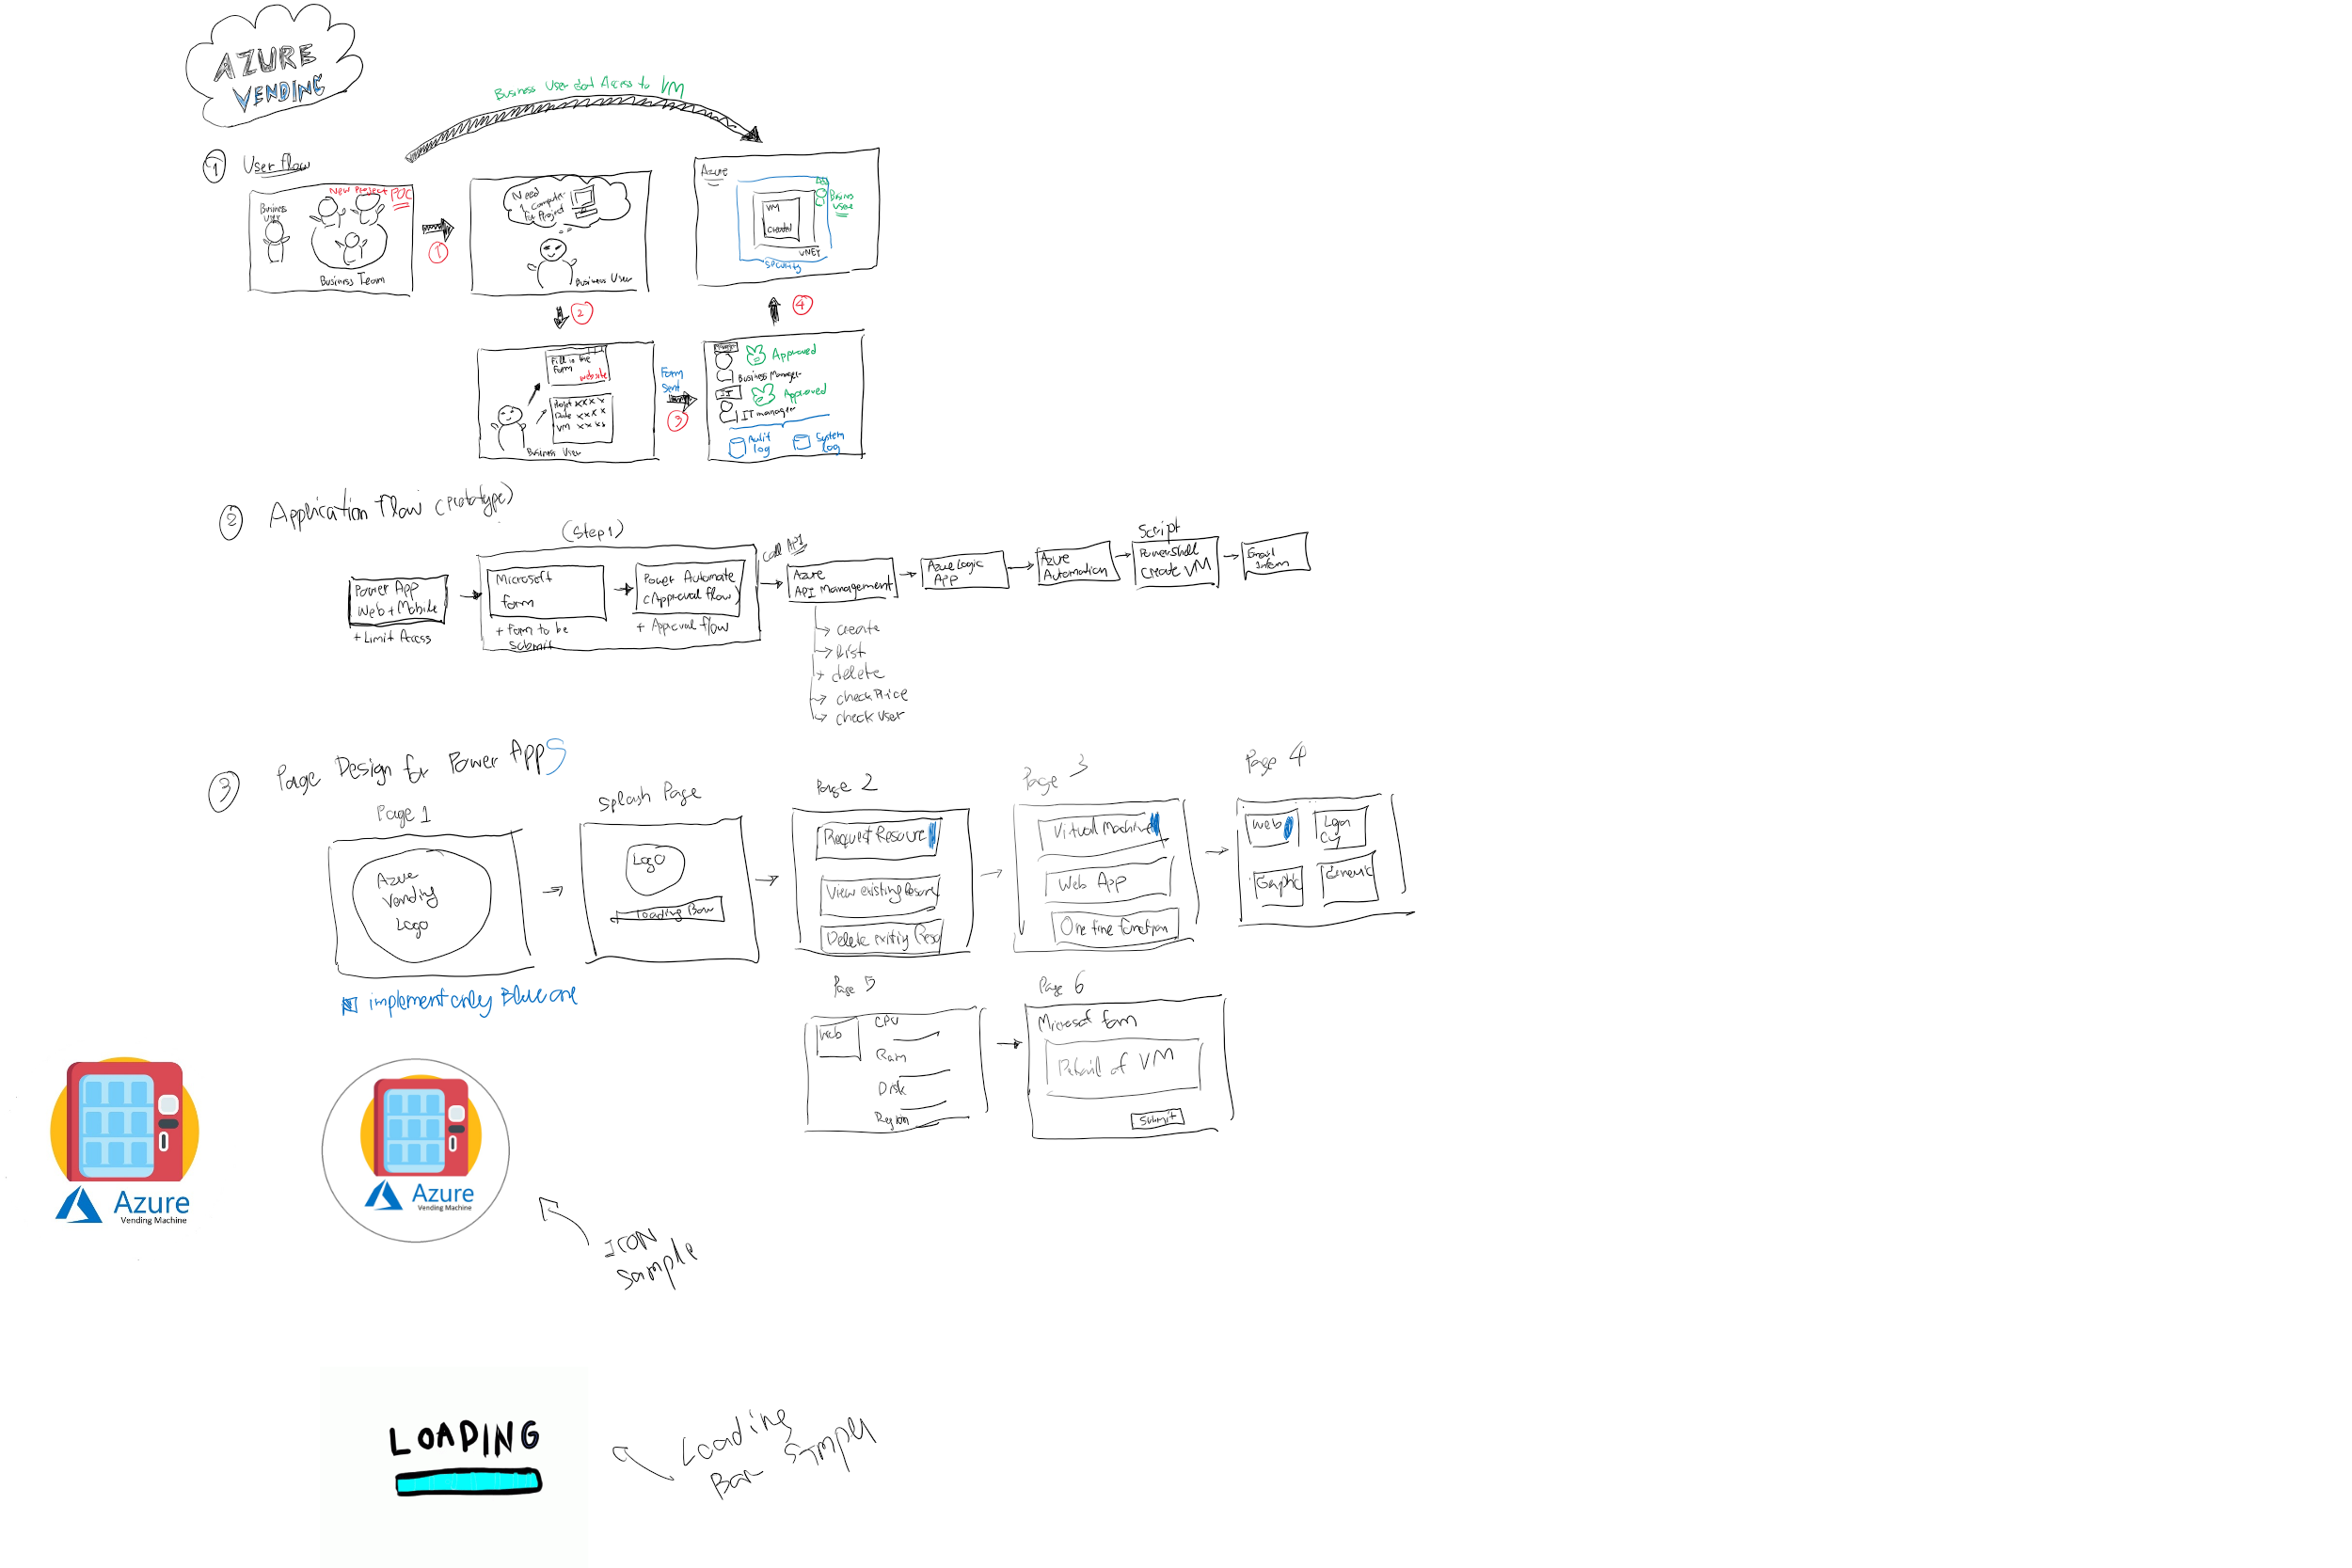 AZURE
VENDING
Business User Get Access to VM
1 User flow
New Project POC
Business
User
Business Team
1
Need
1 Computer
For Project
Business User
Azure
VM
Created
VNET
Security
Business
User
2
4
Fill in the
Form
website
Date xxxx
VM xx xx
Business User
Form
Sent
3
Approved
Business Manager
IT
Approved
IT manager
Audit
log
System
log
2 Application Flow (Prototype)
(Step 1)
Power App
Web + Mobile
+ Limit Access
Microsoft
form
+ form to be
submit
Power Automate
(Approval flow)
+ Approval flow
Call API
Azure
API Management
→ create
→ list
→ delete
→ check Price
→ check user
Azure Logic
App
Azure
Automation
Script
Powershell
Create VM
Email
Inform
3 Page Design for Power Apps
Page 1
Azure
Vending
Logo
implement only Blue one
Splash Page
Logo
Loading Bar
Page 2
Request Resource
View existing Resource
Delete existing Reso
Page 3
Virtual Machine
Web App
One time function
Page 4
Web
Graphic
Generic
Page 5
Web
CPU
Ram
Disk
Region
Page 6
Microsoft form
Detail of VM
Submit
Azure
Vending Machine
Azure
Vending Machine
ICON
Sample
LOADING
Loading
Bar